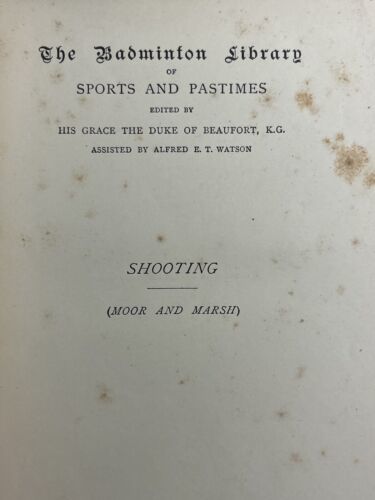 The Badminton Library
OF
SPORTS AND PASTIMES
EDITED BY
HIS GRACE THE DUKE OF BEAUFORT, K.G.
ASSISTED BY ALFRED E. T. WATSON
SHOOTING
(MOOR AND MARSH)